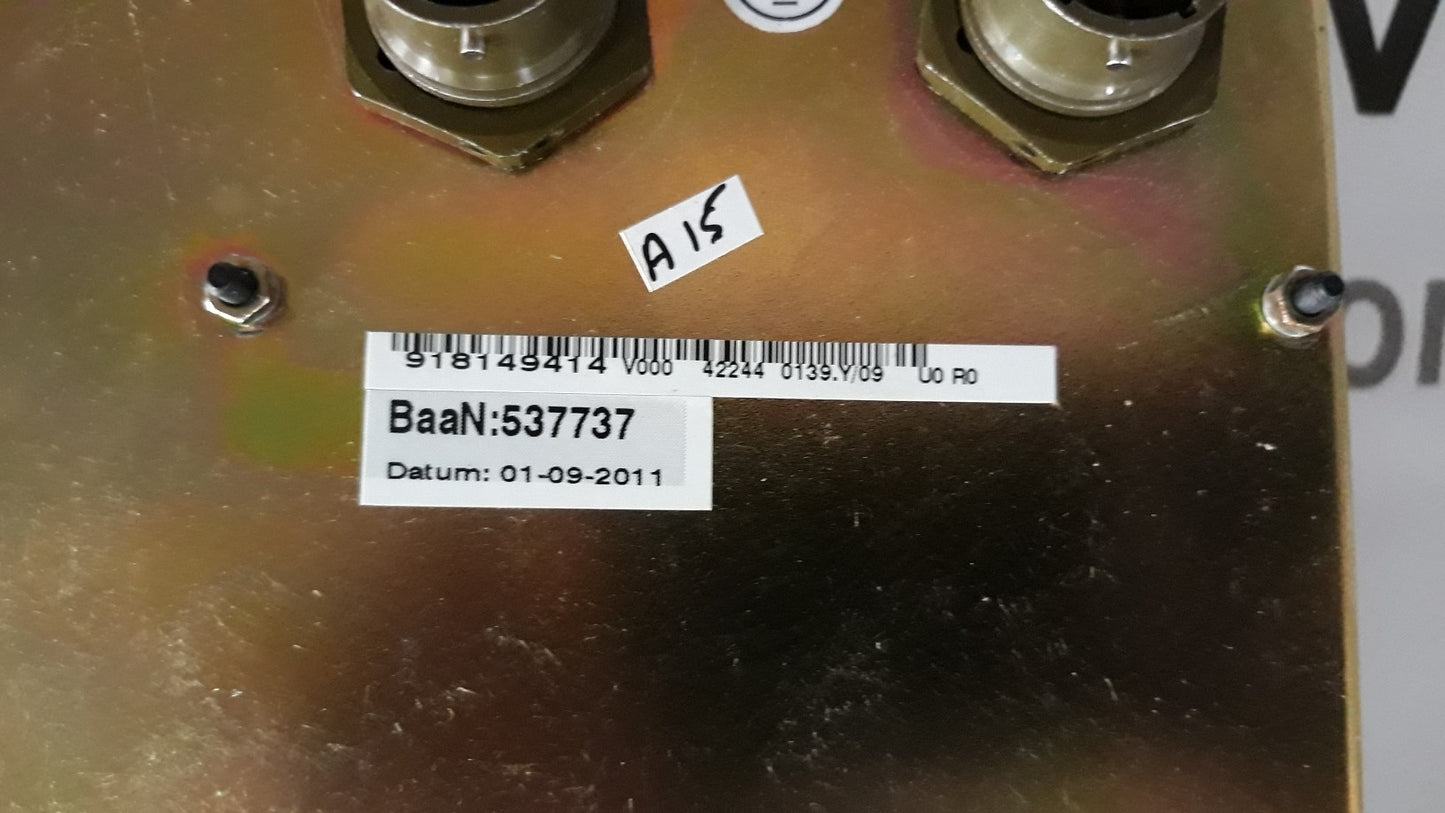 A15
918149414 V000 42244 0139.Y/09 U0 R0
BaaN:537737
Datum: 01-09-2011